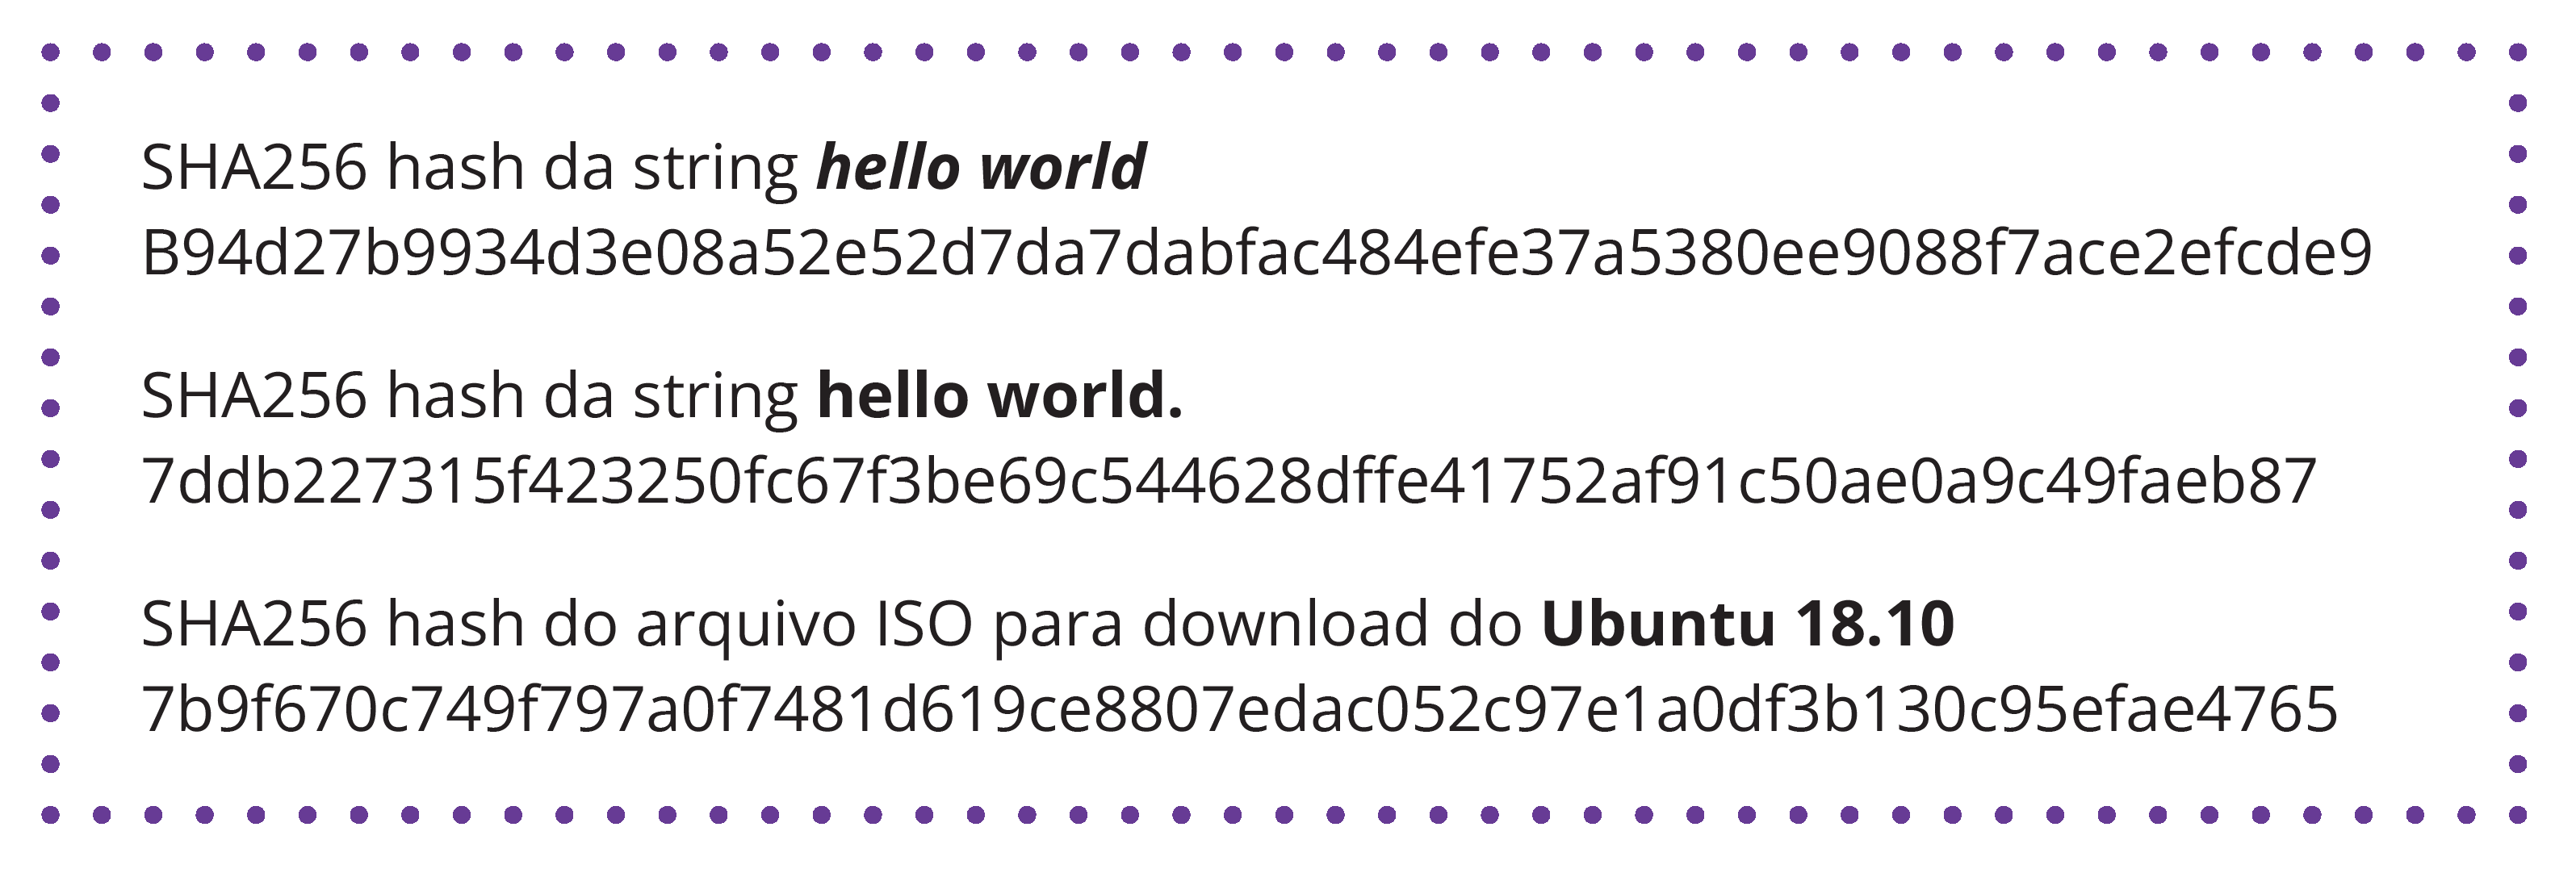 SHA256 hash da string hello world
B94d27b9934d3e08a52e52d7da7dabfac484efe37a5380ee9088f7ace2efcde9

SHA256 hash da string hello world.
7ddb227315f423250fc67f3be69c544628dffe41752af91c50ae0a9c49faeb87

SHA256 hash do arquivo ISO para download do Ubuntu 18.10
7b9f670c749f797a0f7481d619ce8807edac052c97e1a0df3b130c95efae4765